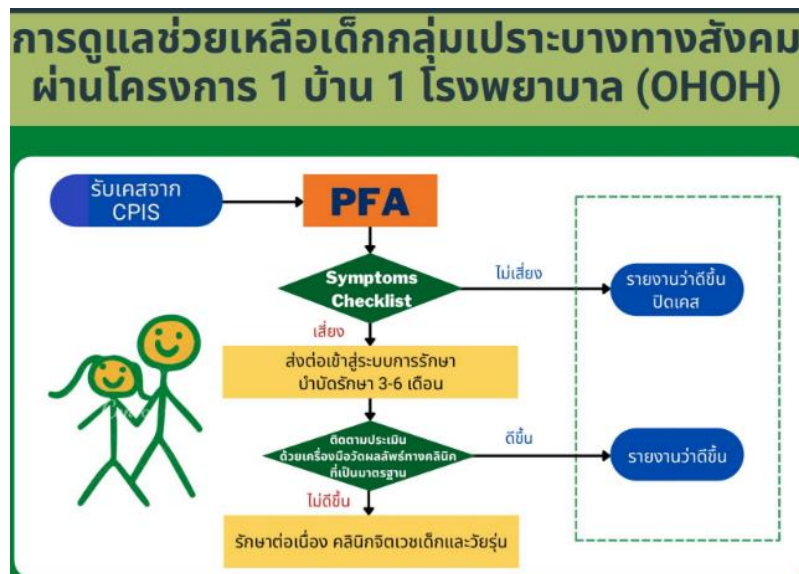 การดูแลช่วยเหลือเด็กกลุ่มเปราะบางทางสังคม
ผ่านโครงการ 1 บ้าน 1 โรงพยาบาล (OHOH)
รับเคสจาก
CPIS
PFA
Symptoms
Checklist
ไม่เสี่ยง
รายงานว่าดีขึ้น
ปิดเคส
เสี่ยง
ส่งต่อเข้าสู่ระบบการรักษา
บำบัดรักษา 3-6 เดือน
ติดตามประเมิน
ด้วยเครื่องมือวัดผลลัพธ์ทางคลินิก
ที่เป็นมาตรฐาน
ดีขึ้น
รายงานว่าดีขึ้น
ไม่ดีขึ้น
รักษาต่อเนื่อง คลินิกจิตเวชเด็กและวัยรุ่น